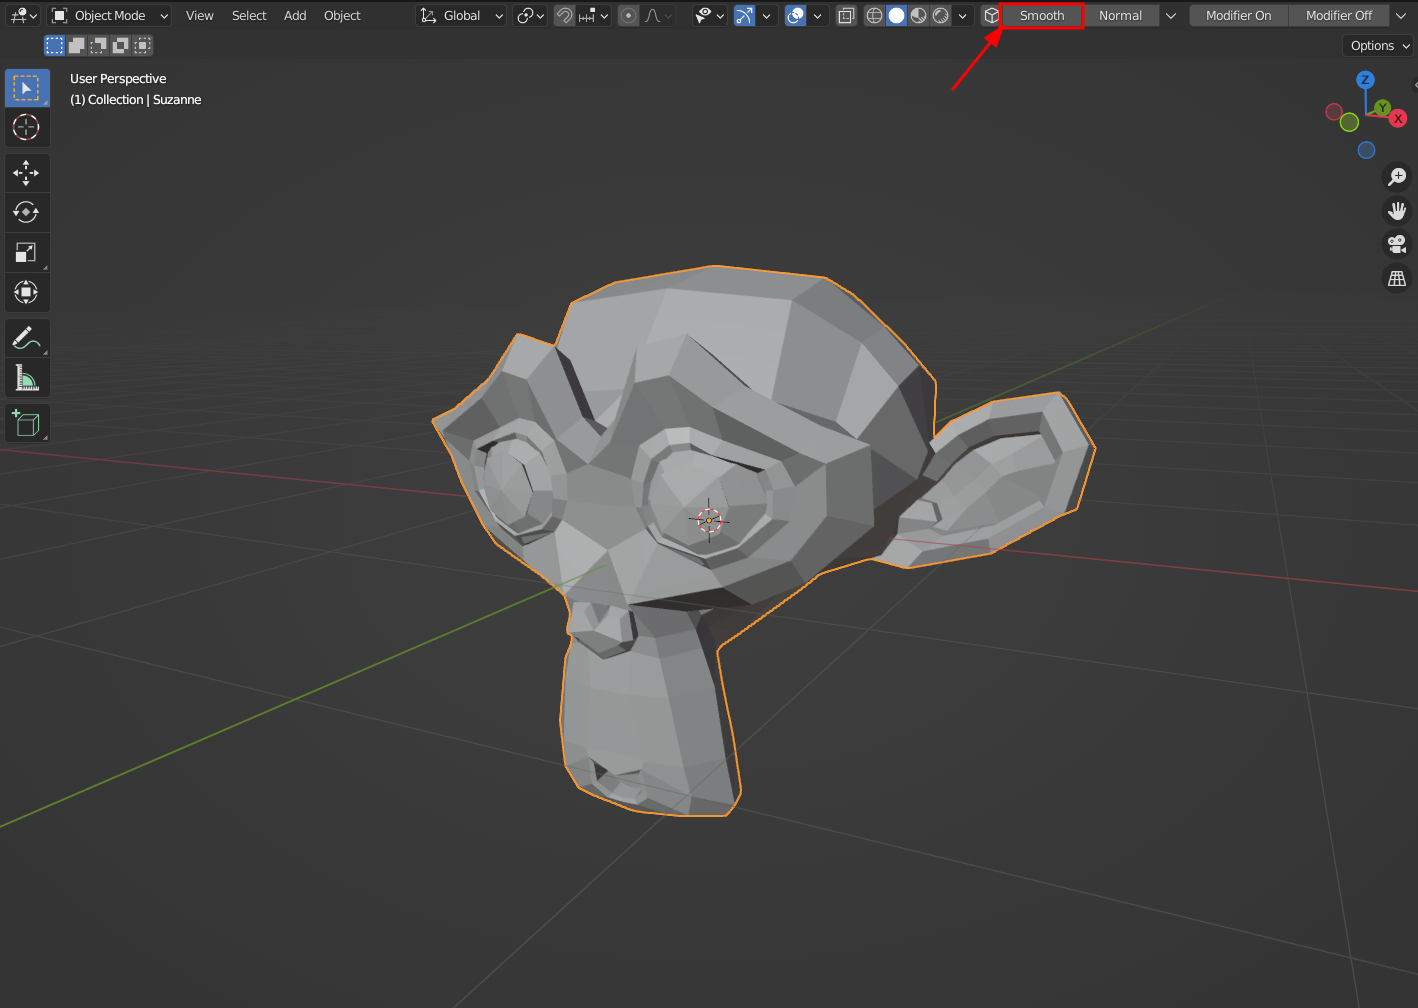 Object Mode View Select Add Object Global Smooth Normal Modifier On Modifier Off
Options
User Perspective
(1) Collection | Suzanne
Z
Y
X